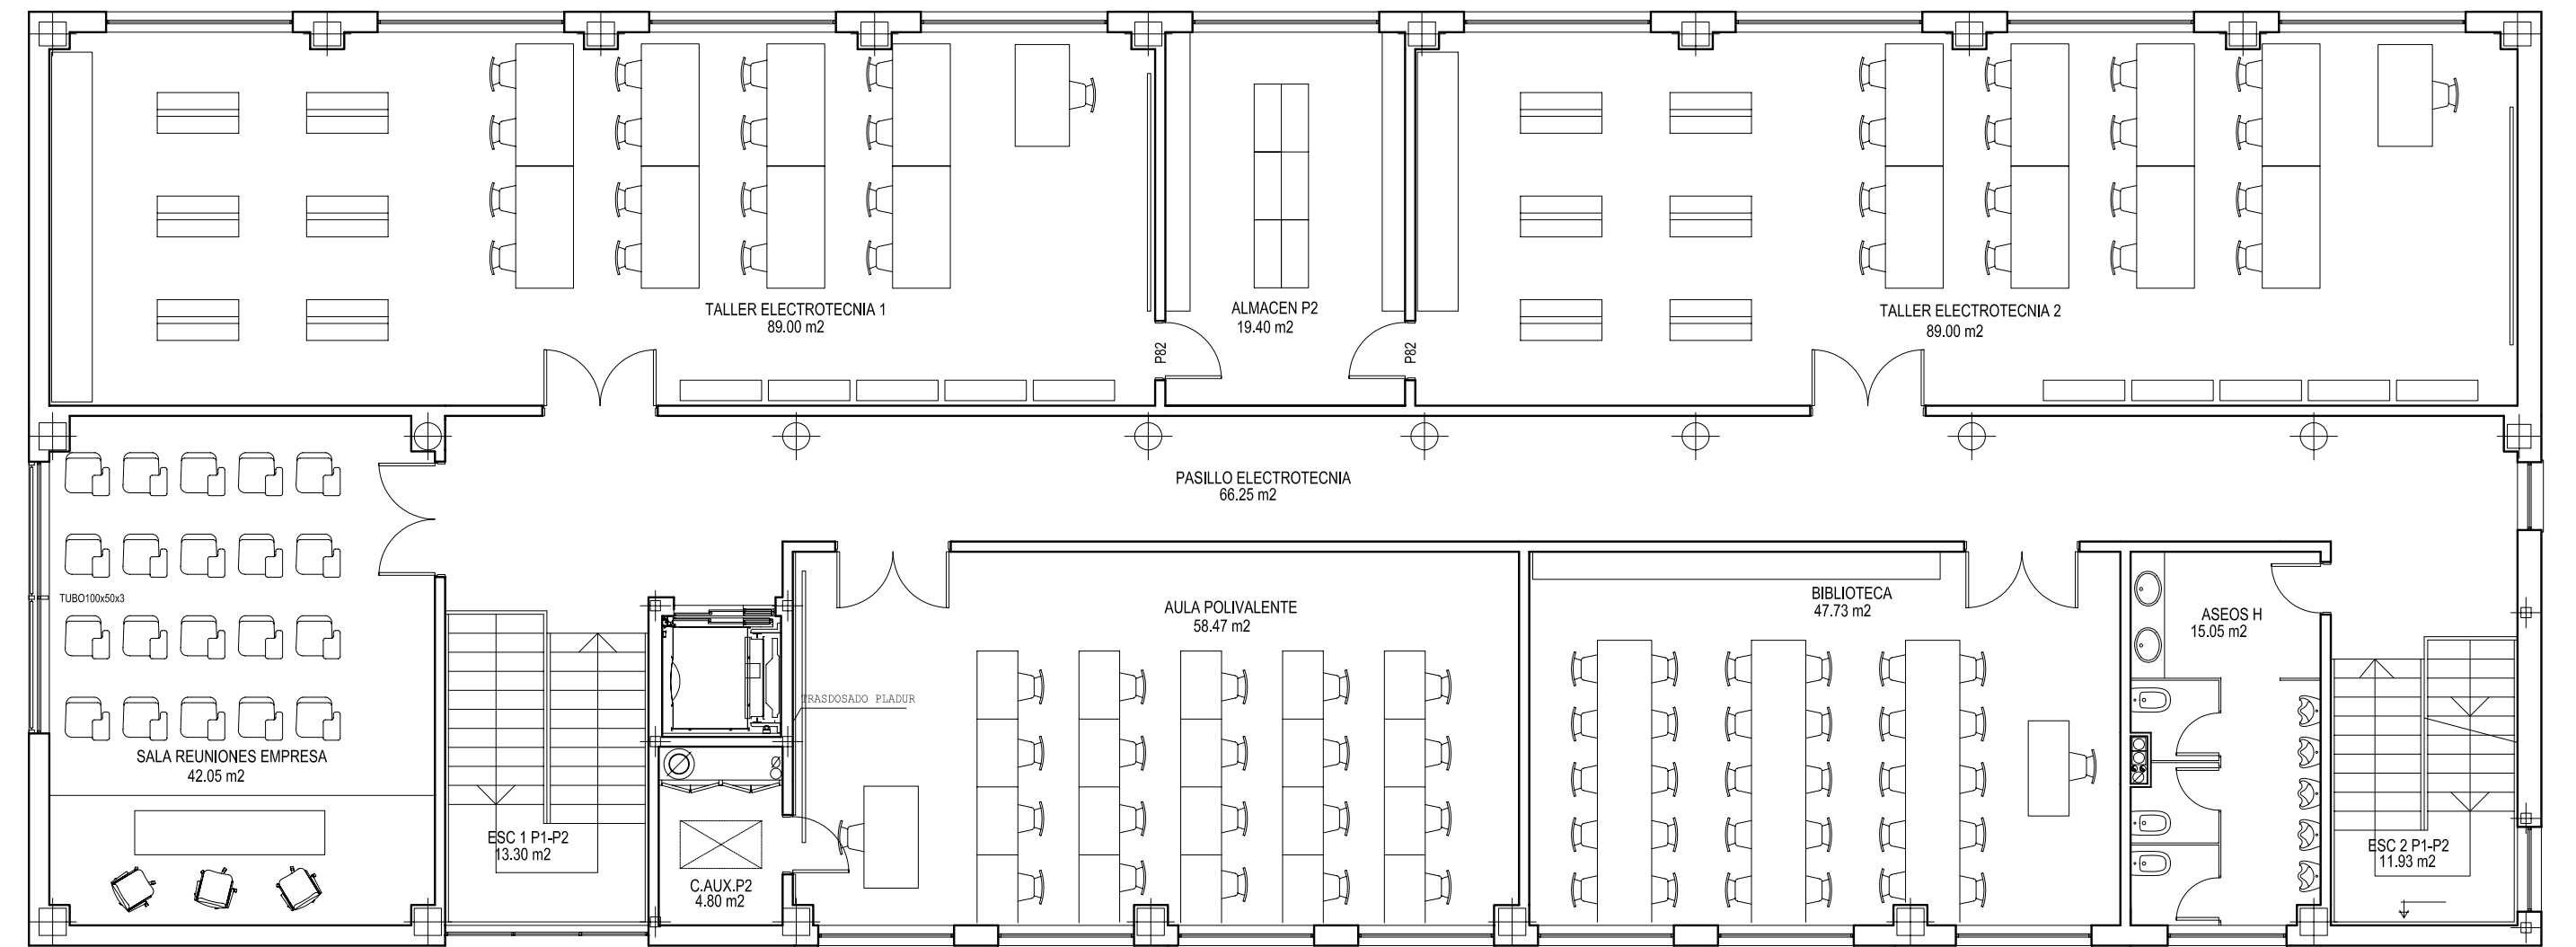 TALLER ELECTROTECNIA 1
89.00 m2
ALMACEN P2
19.40 m2
TALLER ELECTROTECNIA 2
89.00 m2
P82
P82
PASILLO ELECTROTECNIA
66.25 m2
TUBO100x50x3
AULA POLIVALENTE
58.47 m2
BIBLIOTECA
47.73 m2
ASEOS H
15.05 m2
TRASDOSADO PLADUR
SALA REUNIONES EMPRESA
42.05 m2
ESC 1 P1-P2
13.30 m2
C.AUX.P2
4.80 m2
ESC 2 P1-P2
11.93 m2